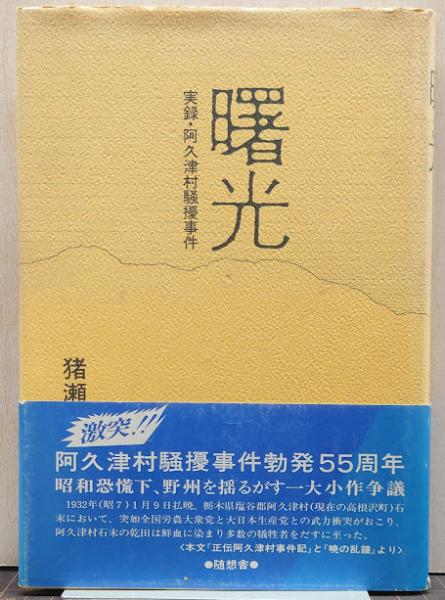 曙光
実録・阿久津村騒擾事件
猪瀬
激突!!
阿久津村騒擾事件勃発55周年
昭和恐慌下、野州を揺るがす一大小作争議
1932年(昭7)1月9日払暁、栃木県塩谷郡阿久津村(現在の高根沢町)石
末において、突如全国労農大衆党と大日本生産党との武力衝突がおこり、
阿久津村石末の乾田は鮮血に染まり多数の犠牲者をだすに至った。
<本文『正伝阿久津村事件記』と『暁の乱鐘』より>
●随想舎●